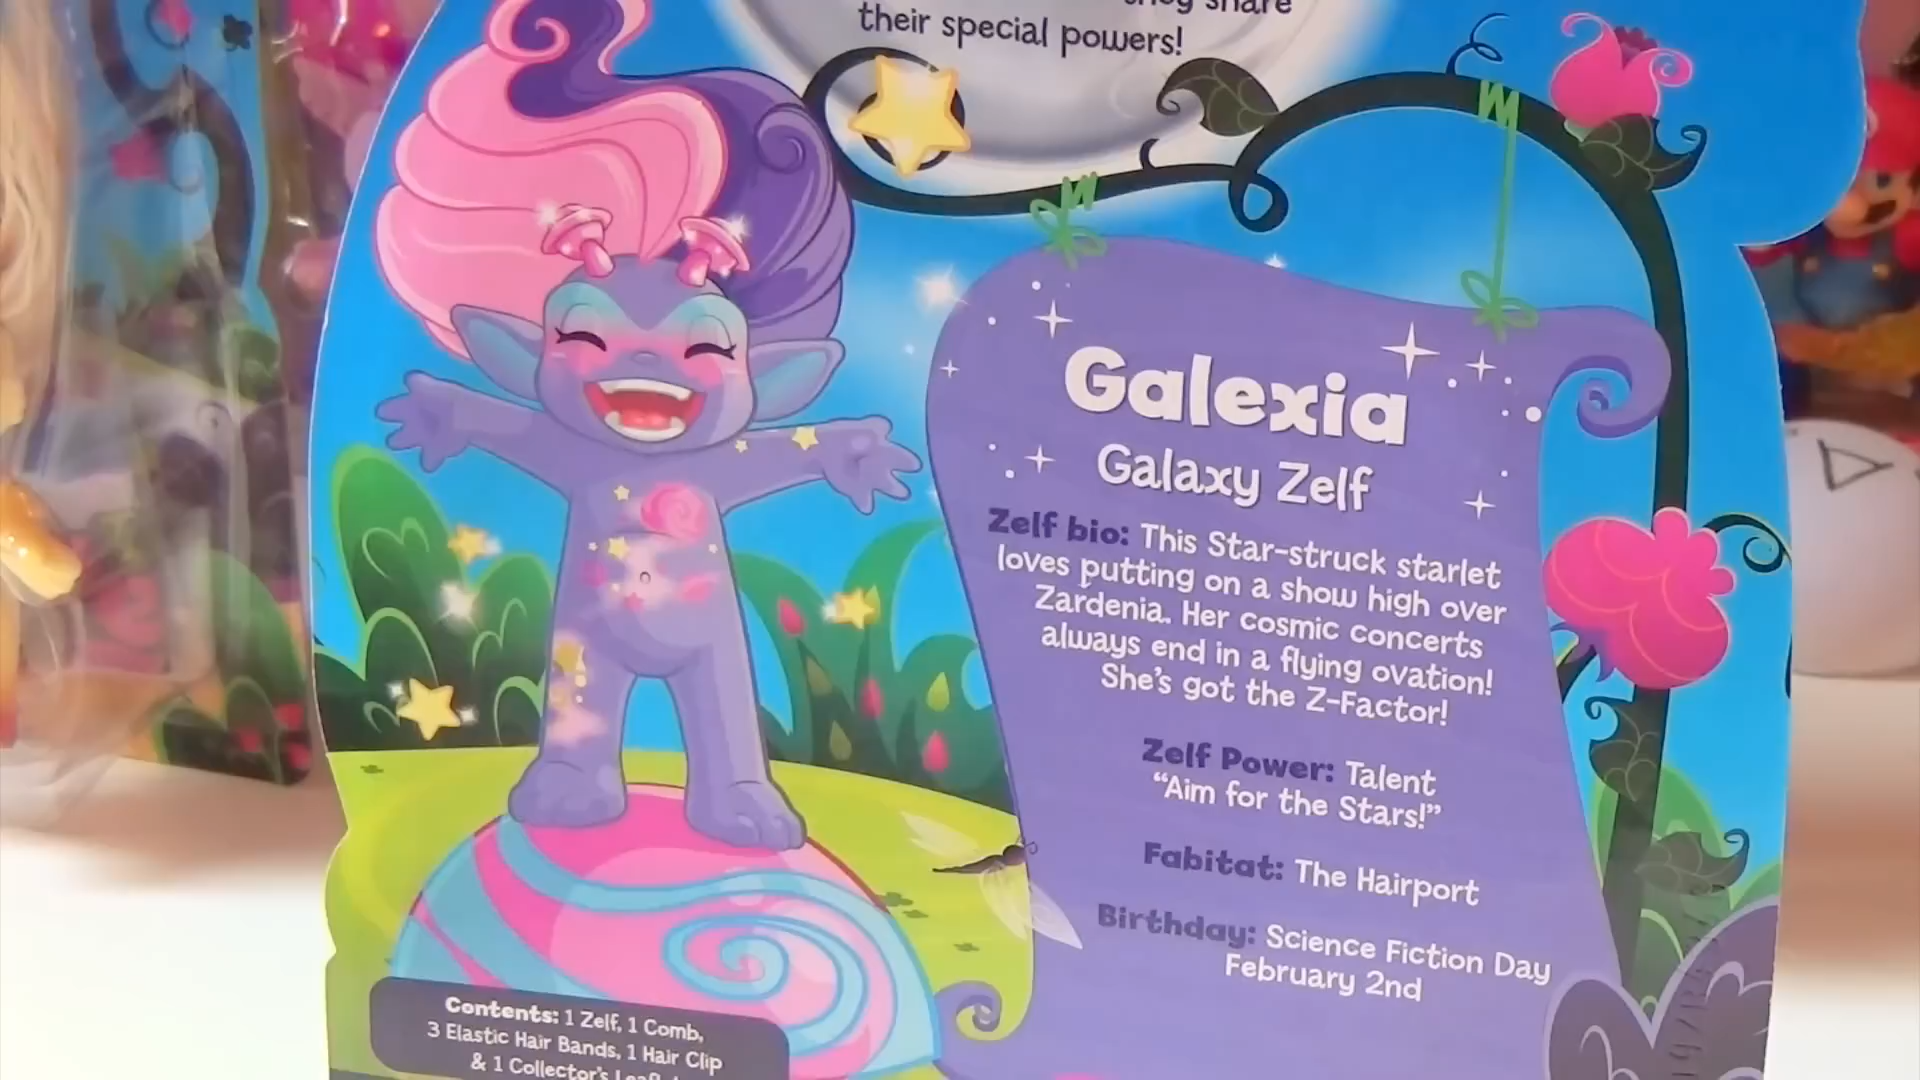 they share
their special powers!
Galexia
Galaxy Zelf
Zelf bio: This Star-struck starlet
loves putting on a show high over
Zardenia. Her cosmic concerts
always end in a flying ovation!
She's got the Z-Factor!
Zelf Power: Talent
"Aim for the Stars!"
Fabitat: The Hairport
Birthday: Science Fiction Day
February 2nd
Contents: 1 Zelf, 1 Comb,
3 Elastic Hair Bands, 1 Hair Clip
& 1 Collector's